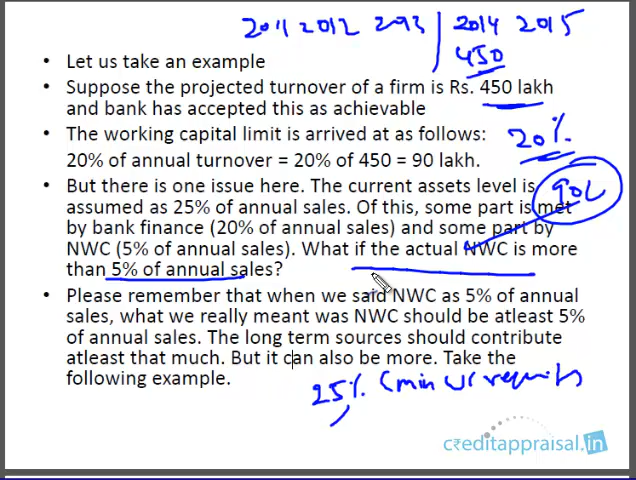 2011 2012 2013 2014 2015
450
• Let us take an example
• Suppose the projected turnover of a firm is Rs. 450 lakh
and bank has accepted this as achievable
• The working capital limit is arrived at as follows:
20% of annual turnover = 20% of 450 = 90 lakh.
20%
• But there is one issue here. The current assets level is
assumed as 25% of annual sales. Of this, some part is met
90L
by bank finance (20% of annual sales) and some part by
NWC (5% of annual sales). What if the actual NWC is more
than 5% of annual sales?
• Please remember that when we said NWC as 5% of annual
sales, what we really meant was NWC should be atleast 5%
of annual sales. The long term sources should contribute
atleast that much. But it can also be more. Take the
following example.
25% (min WC
creditappraisal.in